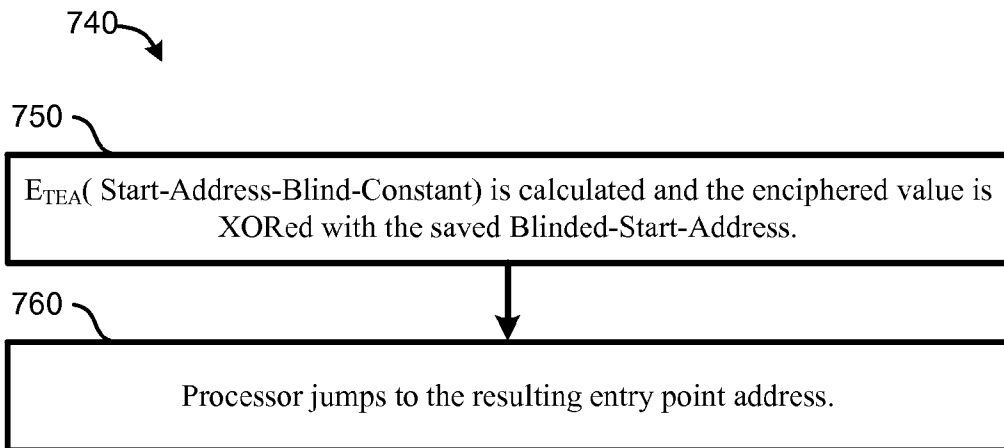 740
750
E_TEA( Start-Address-Blind-Constant) is calculated and the enciphered value is
XORed with the saved Blinded-Start-Address.
760
Processor jumps to the resulting entry point address.